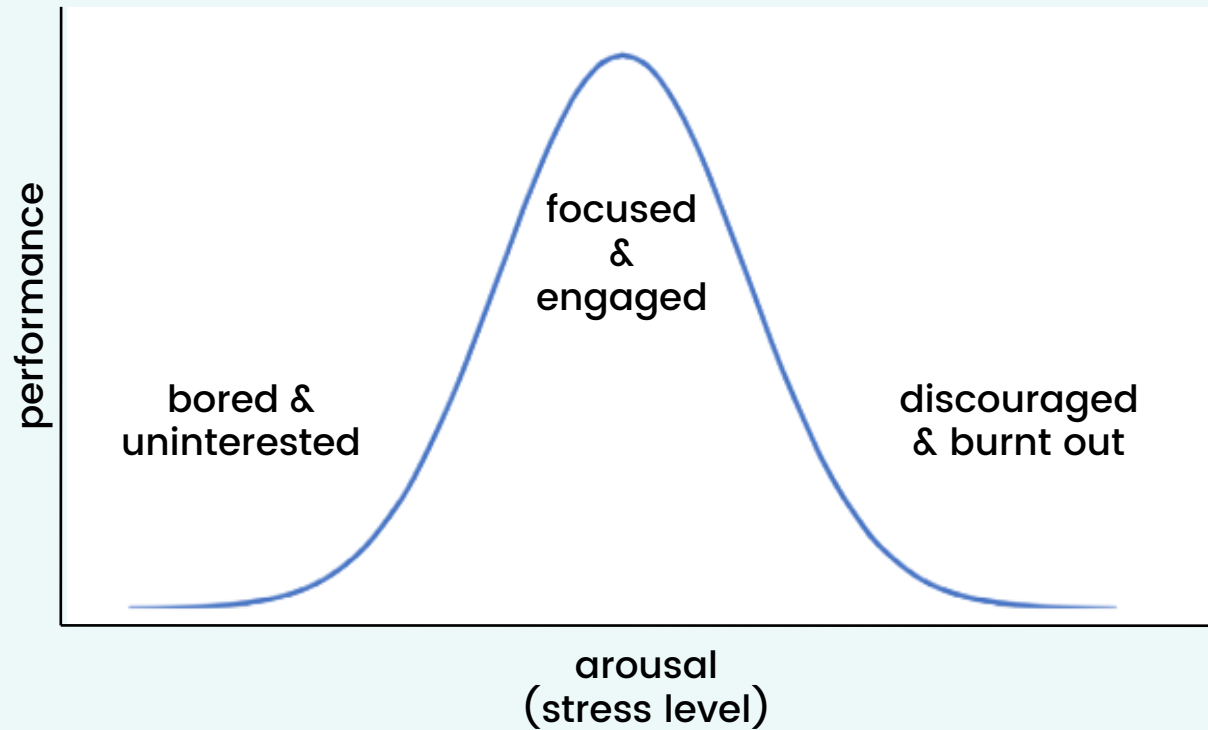 performance
focused
&
engaged
bored &
uninterested
discouraged
& burnt out
arousal
(stress level)